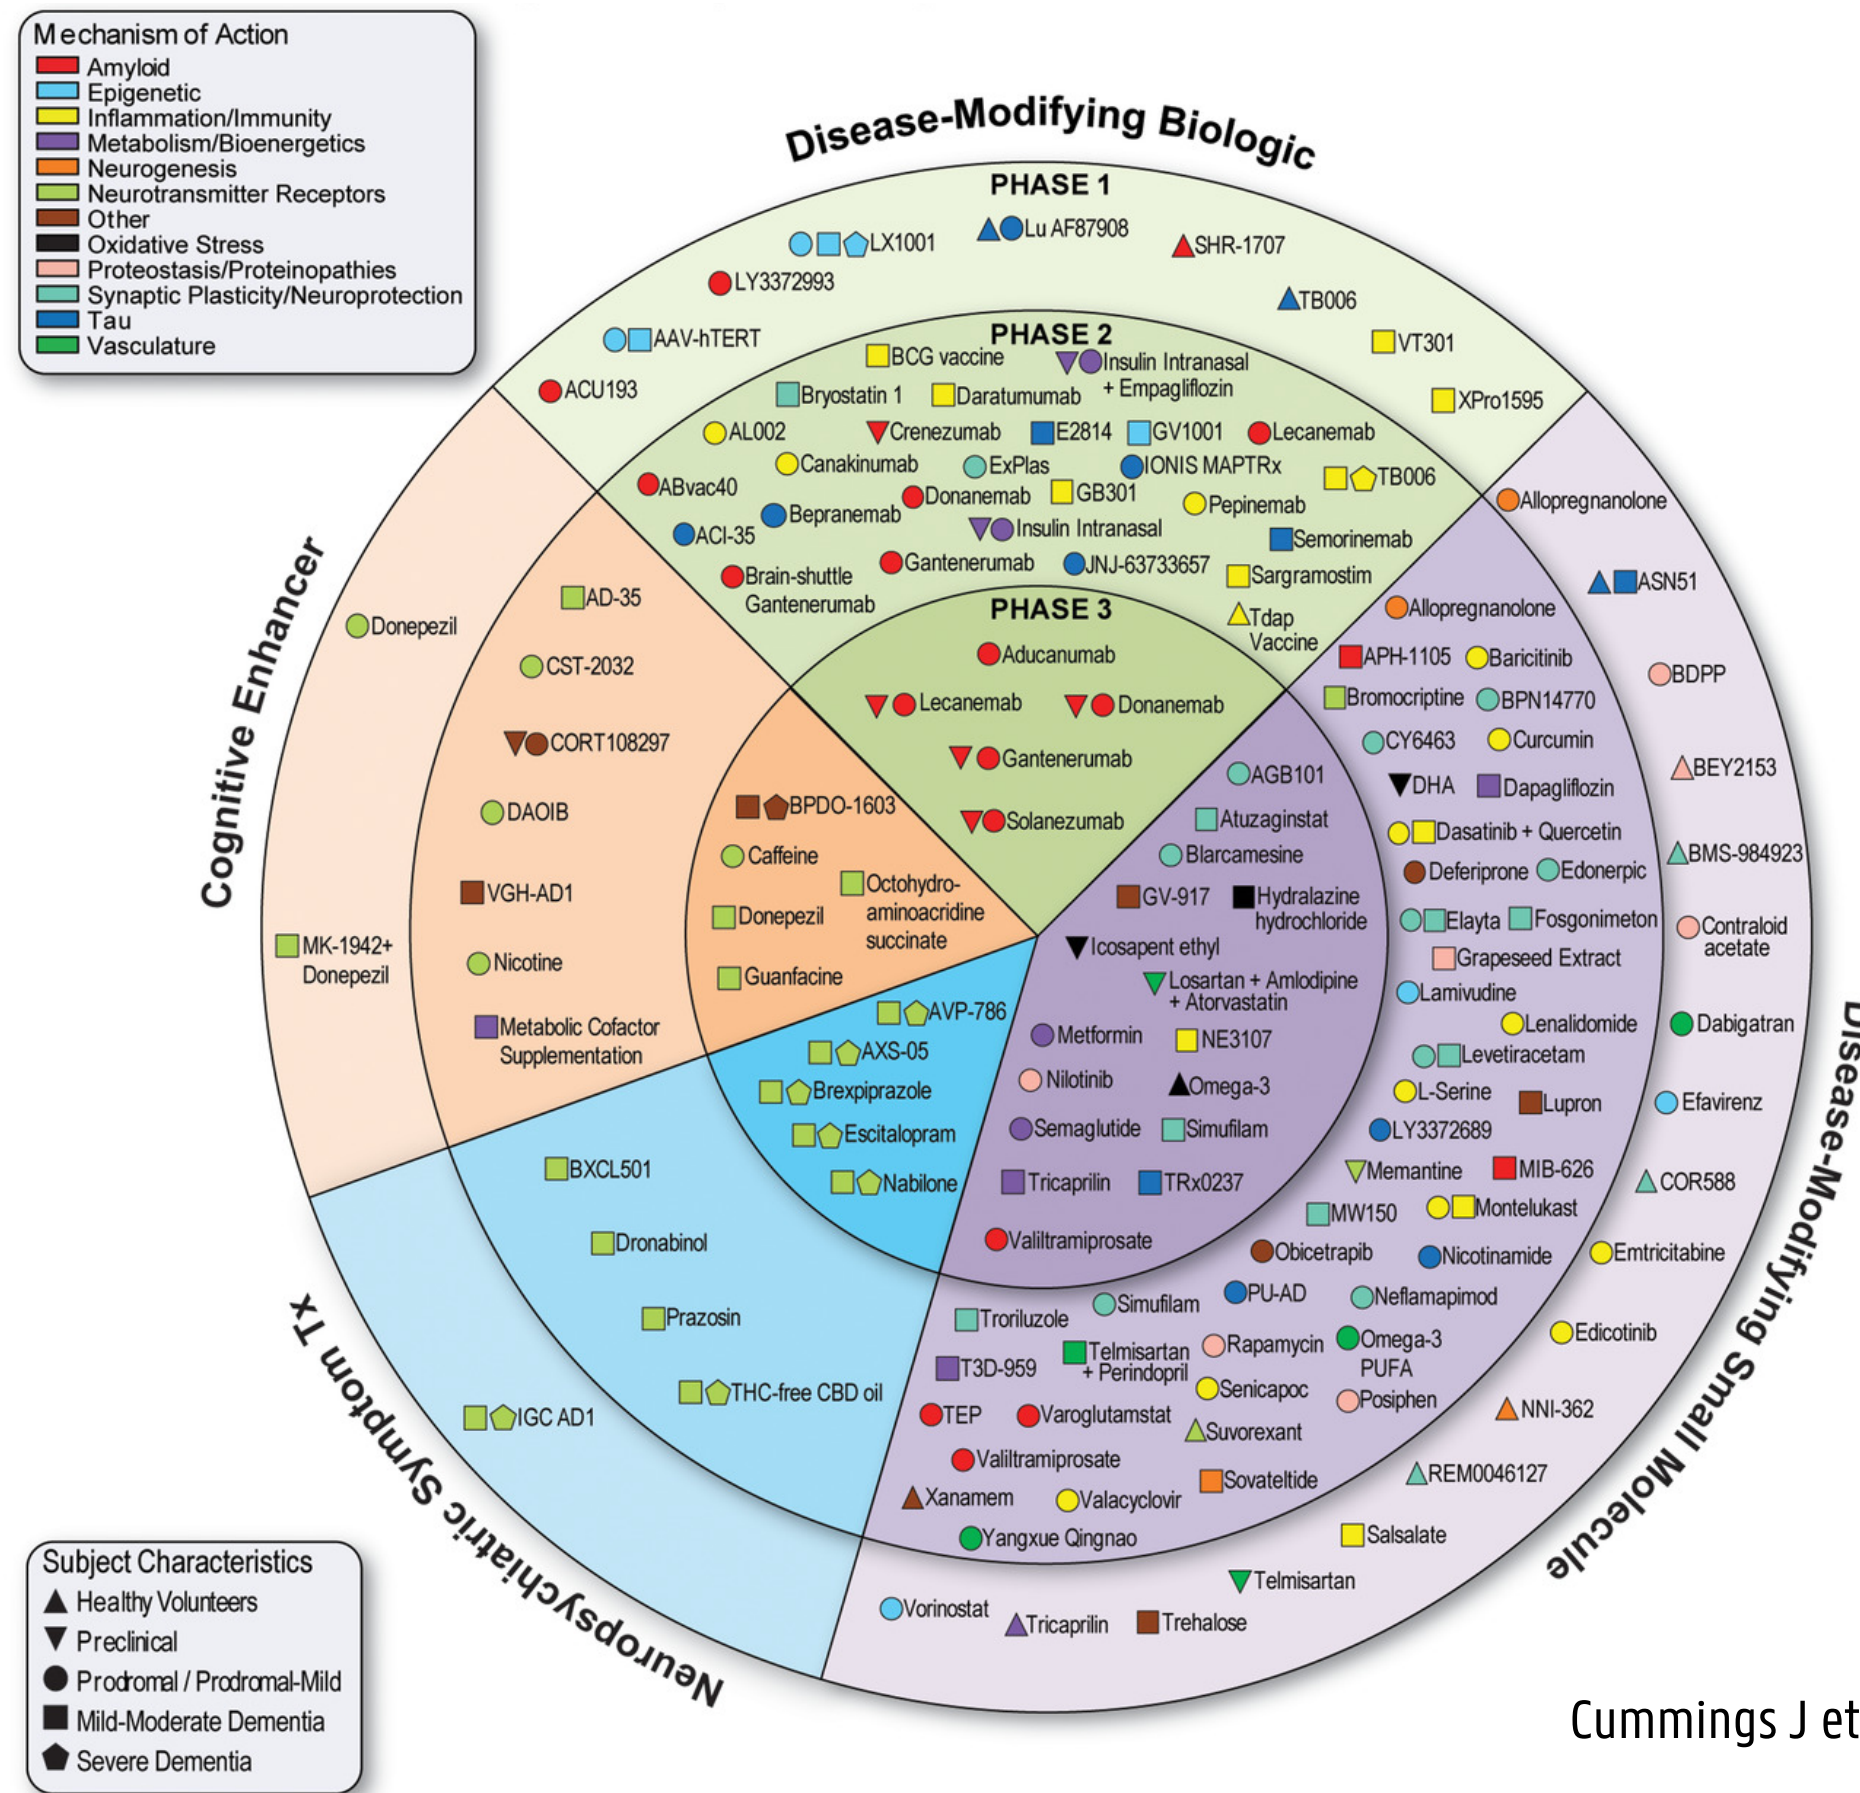 Mechanism of Action
Amyloid
Epigenetic
Inflammation/Immunity
Metabolism/Bioenergetics
Neurogenesis
Neurotransmitter Receptors
Other
Oxidative Stress
Proteostasis/Proteinopathies
Synaptic Plasticity/Neuroprotection
Tau
Vasculature
Disease-Modifying Biologic
PHASE 1
Lu AF87908
LX1001
SHR-1707
LY3372993
TB006
AAV-hTERT
VT301
ACU193
XPro1595
PHASE 2
BCG vaccine
Insulin Intranasal
+ Empagliflozin
Bryostatin 1
Daratumumab
AL002
Crenezumab
E2814
GV1001
Lecanemab
Canakinumab
ExPlas
IONIS MAPTRx
TB006
ABvac40
Donanemab
GB301
Pepinemab
Bepranemab
ACI-35
Insulin Intranasal
Semorinemab
Gantenerumab
JNJ-63733657
Brain-shuttle
Gantenerumab
Sargramostim
Tdap
Vaccine
PHASE 3
Aducanumab
Lecanemab
Donanemab
Gantenerumab
Solanezumab
Cognitive Enhancer
Donepezil
MK-1942+
Donepezil
AD-35
CST-2032
CORT108297
DAOIB
VGH-AD1
Nicotine
Metabolic Cofactor
Supplementation
BPDO-1603
Caffeine
Octohydro-
aminoacridine
succinate
Donepezil
Guanfacine
Neuropsychiatric Symptom Tx
AVP-786
AXS-05
Brexpiprazole
Escitalopram
Nabilone
BXCL501
Dronabinol
Prazosin
THC-free CBD oil
IGC AD1
Disease-Modifying Small Molecule
AGB101
Atuzaginstat
Blarcamesine
GV-917
Hydralazine
hydrochloride
Icosapent ethyl
Losartan + Amlodipine
+ Atorvastatin
Metformin
NE3107
Nilotinib
Omega-3
Semaglutide
Simufilam
Tricaprilin
TRx0237
Valiltramiprosate
Allopregnanolone
APH-1105
Baricitinib
Bromocriptine
BPN14770
CY6463
Curcumin
DHA
Dapagliflozin
Dasatinib + Quercetin
Deferiprone
Edonerpic
Elayta
Fosgonimeton
Grapeseed Extract
Lamivudine
Lenalidomide
Levetiracetam
L-Serine
Lupron
LY3372689
Memantine
MIB-626
MW150
Montelukast
Obicetrapib
Nicotinamide
PU-AD
Neflamapimod
Simufilam
Troriluzole
Telmisartan
+ Perindopril
Rapamycin
Omega-3
PUFA
T3D-959
Senicapoc
Posiphen
TEP
Varoglutamstat
Suvorexant
Valiltramiprosate
Sovateltide
Xanamem
Valacyclovir
Yangxue Qingnao
Allopregnanolone
ASN51
BDPP
BEY2153
BMS-984923
Contraloid
acetate
Dabigatran
Efavirenz
COR588
Emtricitabine
Edicotinib
NNI-362
REM0046127
Salsalate
Telmisartan
Trehalose
Tricaprilin
Vorinostat
Subject Characteristics
Healthy Volunteers
Preclinical
Prodromal / Prodromal-Mild
Mild-Moderate Dementia
Severe Dementia
Cummings J et